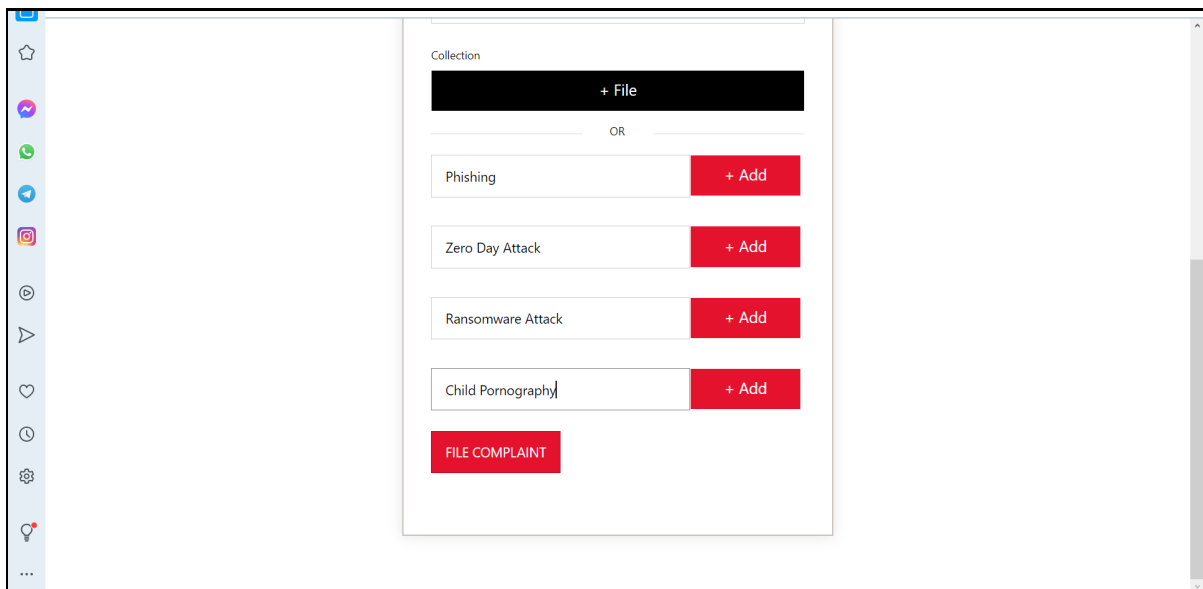 Collection
+ File
OR
Phishing
+ Add
Zero Day Attack
+ Add
Ransomware Attack
+ Add
Child Pornography
+ Add
FILE COMPLAINT